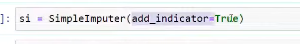 ]: si = SimpleImputer(add_indicator=True)